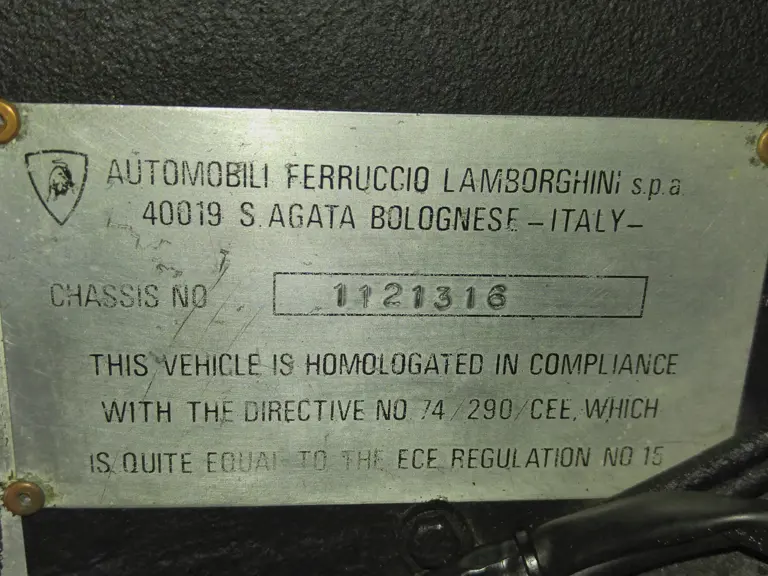 AUTOMOBILI FERRUCCIO LAMBORGHINI s.p.a
40019 S. AGATA BOLOGNESE - ITALY -
CHASSIS NO 1121316
THIS VEHICLE IS HOMOLOGATED IN COMPLIANCE
WITH THE DIRECTIVE NO 74/290/CEE, WHICH
IS QUITE EQUAL TO THE ECE REGULATION NO 15